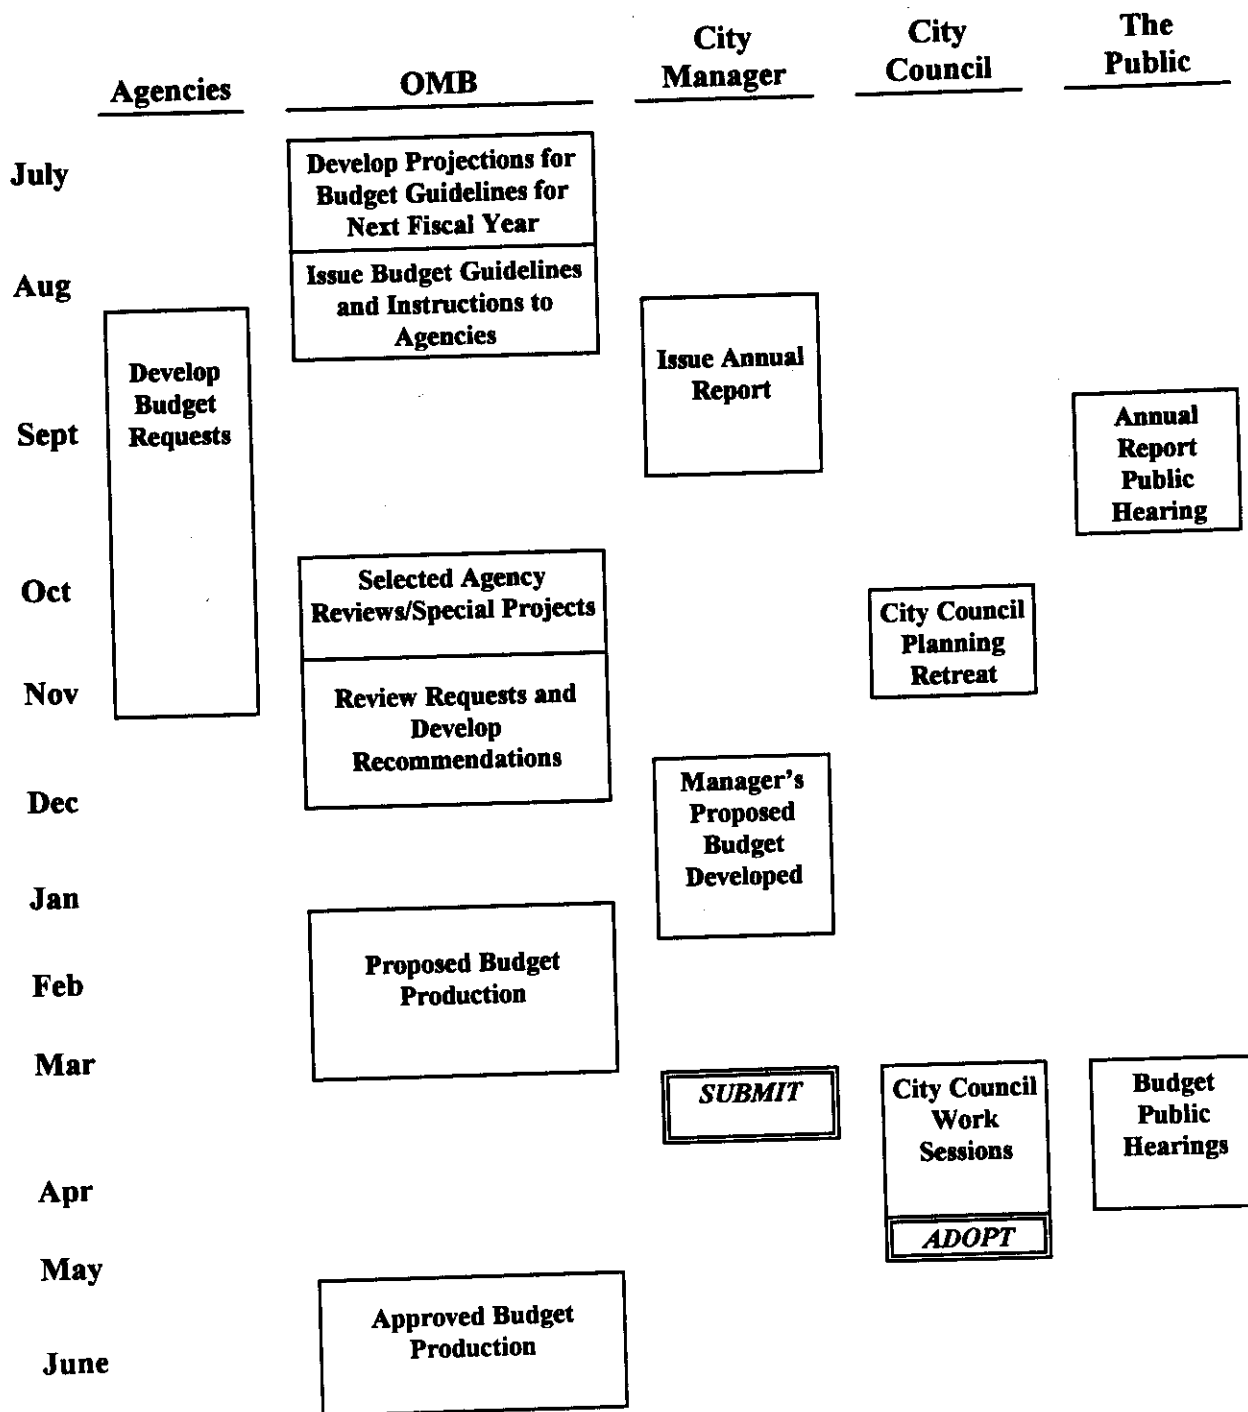 Agencies
OMB
City
Manager
City
Council
The
Public
July
Develop Projections for
Budget Guidelines for
Next Fiscal Year
Aug
Issue Budget Guidelines
and Instructions to
Agencies
Develop
Budget
Requests
Issue Annual
Report
Sept
Annual
Report
Public
Hearing
Oct
Selected Agency
Reviews/Special Projects
City Council
Planning
Retreat
Nov
Review Requests and
Develop
Recommendations
Dec
Manager's
Proposed
Budget
Developed
Jan
Feb
Proposed Budget
Production
Mar
SUBMIT
City Council
Work
Sessions
Budget
Public
Hearings
Apr
ADOPT
May
Approved Budget
Production
June